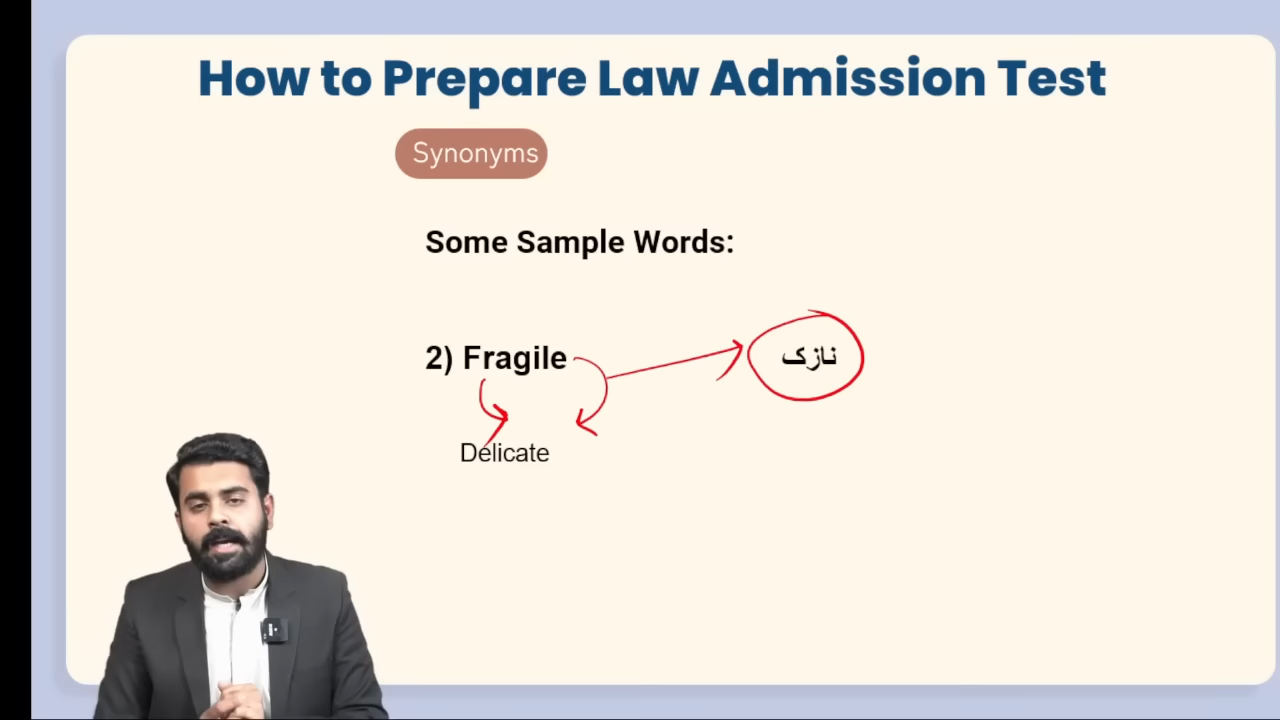 How to Prepare Law Admission Test
Synonyms
Some Sample Words:
2) Fragile
نازک
Delicate